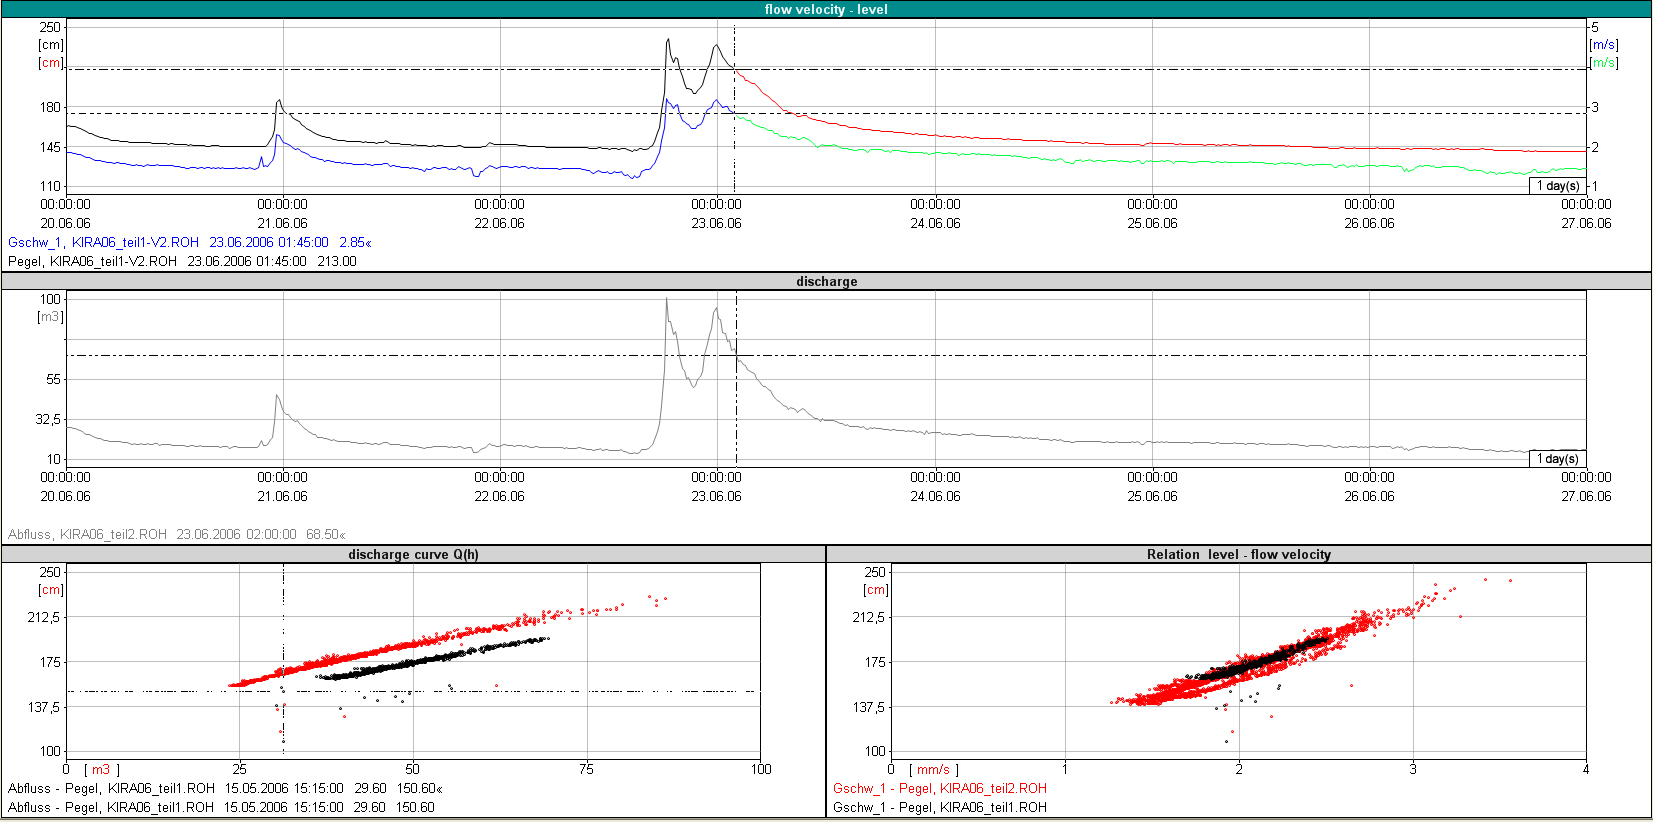 flow velocity - level
250
[cm]
[cm]
180
145
110
5
[m/s]
[m/s]
3
2
1
1 day(s)
00:00:00 00:00:00 00:00:00 00:00:00 00:00:00 00:00:00 00:00:00 00:00:00
20.06.06 21.06.06 22.06.06 23.06.06 24.06.06 25.06.06 26.06.06 27.06.06
Gschw_1, KIRA06_teil1-V2.ROH 23.06.2006 01:45:00 2.85«
Pegel, KIRA06_teil1-V2.ROH 23.06.2006 01:45:00 213.00
discharge
100
[m3]
55
32,5
10
1 day(s)
00:00:00 00:00:00 00:00:00 00:00:00 00:00:00 00:00:00 00:00:00 00:00:00
20.06.06 21.06.06 22.06.06 23.06.06 24.06.06 25.06.06 26.06.06 27.06.06
Abfluss, KIRA06_teil2.ROH 23.06.2006 02:00:00 68.50«
discharge curve Q(h)
250
[cm]
212,5
175
137,5
100
0 [ m3 ] 25 50 75 100
Abfluss - Pegel, KIRA06_teil1.ROH 15.05.2006 15:15:00 29.60 150.60«
Abfluss - Pegel, KIRA06_teil1.ROH 15.05.2006 15:15:00 29.60 150.60
Relation level - flow velocity
250
[cm]
212,5
175
137,5
100
0 [ mm/s ] 1 2 3 4
Gschw_1 - Pegel, KIRA06_teil2.ROH
Gschw_1 - Pegel, KIRA06_teil1.ROH